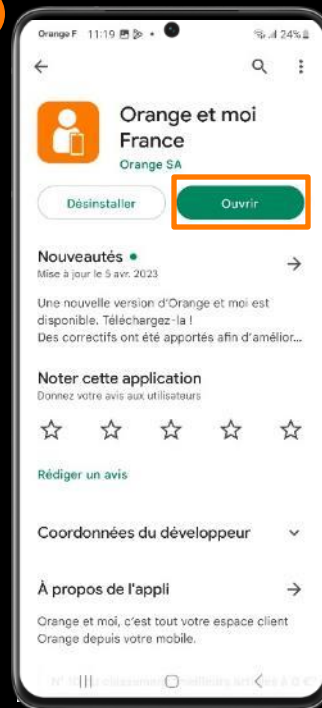 Orange F 11:19
24%
Orange et moi
France
Orange SA
Désinstaller
Ouvrir
Nouveautés •
Mise à jour le 5 avr. 2023
Une nouvelle version d'Orange et moi est
disponible. Téléchargez-la !
Des correctifs ont été apportés afin d'amélior...
Noter cette application
Donnez votre avis aux utilisateurs
Rédiger un avis
Coordonnées du développeur
À propos de l'appli
Orange et moi, c'est tout votre espace client
Orange depuis votre mobile.